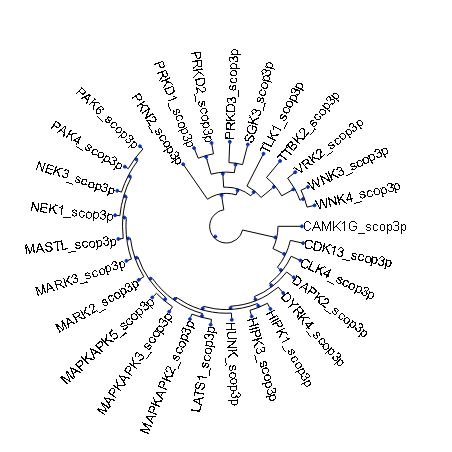 PAK6_scop3p
PKN2_scop3p
PRKD1_scop3p
PRKD2_scop3p
PRKD3_scop3p
SGK3_scop3p
TLK1_scop3p
TTBK2_scop3p
VRK2_scop3p
WNK3_scop3p
WNK4_scop3p
CAMK1G_scop3p
CDK13_scop3p
CLK4_scop3p
DAPK2_scop3p
DYRK4_scop3p
HIPK1_scop3p
HIPK3_scop3p
HUNK_scop3p
LATS1_scop3p
MAPKAPK2_scop3p
MAPKAPK3_scop3p
MAPKAPK5_scop3p
MARK2_scop3p
MARK3_scop3p
MASTL_scop3p
NEK1_scop3p
NEK3_scop3p
PAK4_scop3p